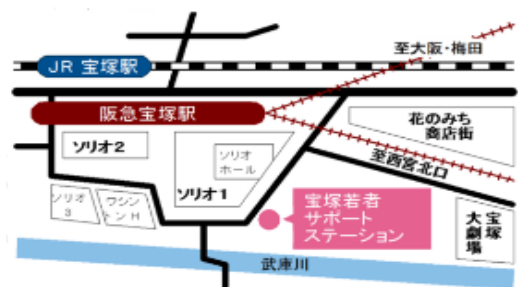 至大阪・梅田
JR 宝塚駅
阪急宝塚駅
花のみち
商店街
ソリオ2
ソリオ
ホール
至西宮北口
ソリオ1
ソリオ
3
ワシン
トンH
宝塚若者
サポート
ステーション
宝塚
大劇場
武庫川